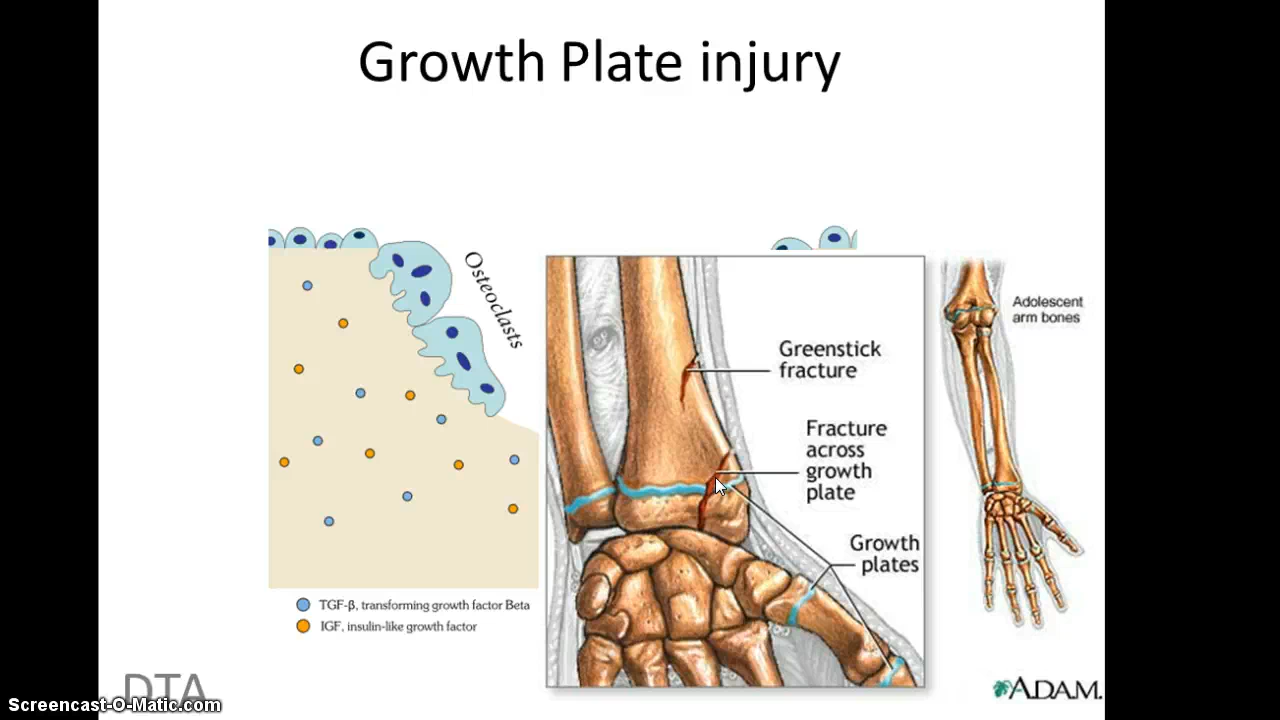 Growth Plate injury
Osteoclasts
TGF-β, transforming growth factor Beta
IGF, insulin-like growth factor
Greenstick
fracture
Fracture
across
growth
plate
Growth
plates
Adolescent
arm bones
A.D.A.M.
DTA
Screencast-O-Matic.com